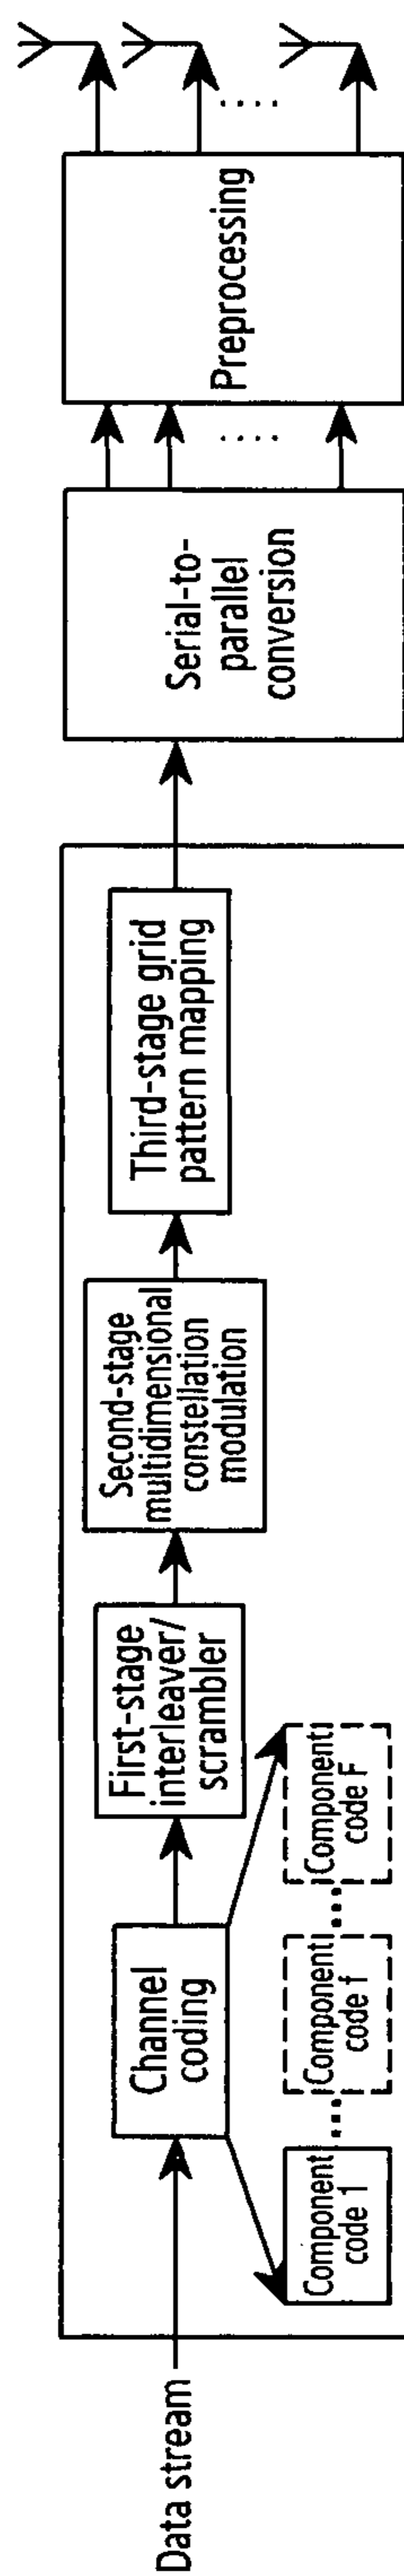 Data stream
Channel
coding
Component
code 1
...
Component
code f
...
Component
code F
First-stage
interleaver/
scrambler
Second-stage
multidimensional
constellation
modulation
Third-stage grid
pattern mapping
Serial-to-
parallel
conversion
....
Preprocessing
....